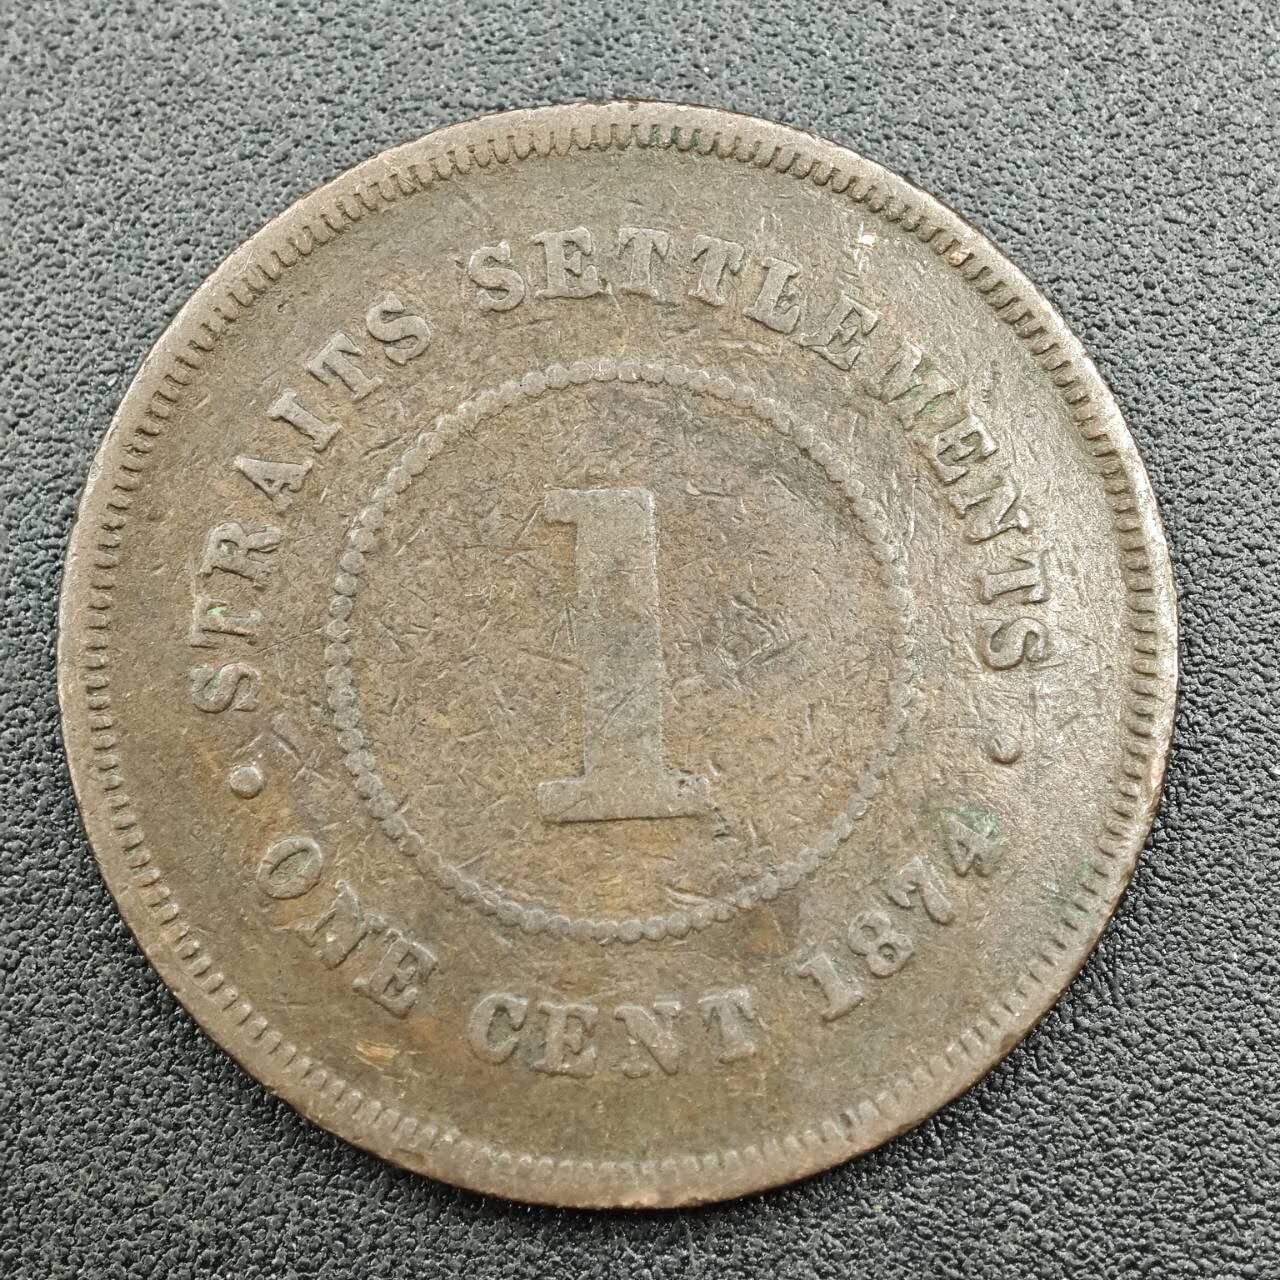 STRAITS SETTLEMENTS
1
• ONE CENT 1874 •